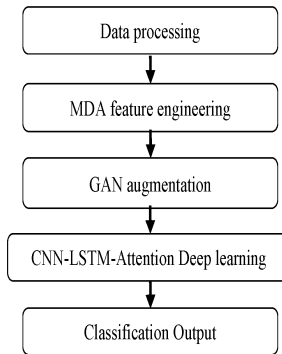 Data processing
MDA feature engineering
GAN augmentation
CNN-LSTM-Attention Deep learning
Classification Output